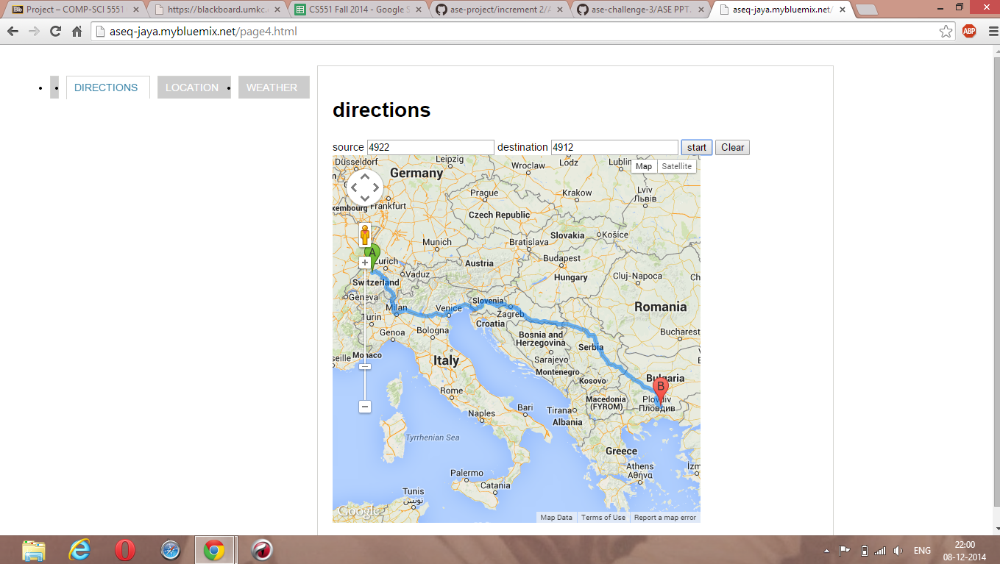 Project – COMP-SCI 5551
https://blackboard.umkc.
CS551 Fall 2014 - Google S
ase-project/increment 2/A
ase-challenge-3/ASE PPT.
aseq-jaya.mybluemix.net/
aseq-jaya.mybluemix.net/page4.html
ABP
DIRECTIONS
LOCATION
WEATHER
directions
source 4922 destination 4912 start Clear
Düsseldorf
Leipzig
Wroclaw
Lodz
Lublin
Map Satellite
Germany
Prague
Krakow
Lviv
Львів
xembourg
Frankfurt
Czech Republic
Slovakia
Košice
Munich
Bratislava
A
Zurich
Austria
Budapest
Vaduz
Hungary
Cluj-Napoca
Ch
Switzerland
Geneva
Slovenia
Romania
Milan
Venice
Zagreb
Turin
Croatia
Genoa
Bologna
Bosnia and
Herzegovina
Bucharest
Serbia
Monaco
seille
Italy
Sarajevo
Montenegro
Bulgaria
Kosovo
B
Rome
Macedonia
(FYROM)
Plovdiv
Пловдив
Bari
Tirana
Naples
Albania
Tyrrhenian Sea
Greece
Palermo
Athens
Αθήνα
İzm
Catania
Tunis
تونس
Google
Map Data
Terms of Use
Report a map error
ENG
22:00
08-12-2014